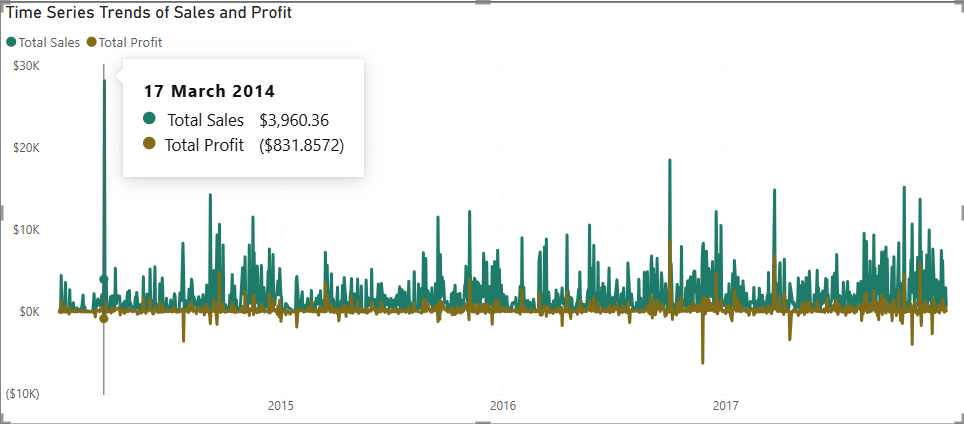 Time Series Trends of Sales and Profit
Total Sales Total Profit
$30K
17 March 2014
Total Sales $3,960.36
Total Profit ($831.8572)
$20K
$10K
$0K
($10K)
2015 2016 2017